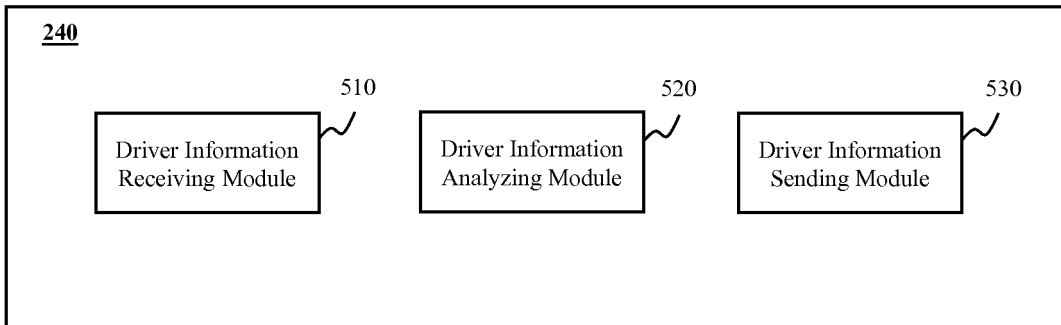 240
510
520
530
Driver Information
Receiving Module
Driver Information
Analyzing Module
Driver Information
Sending Module